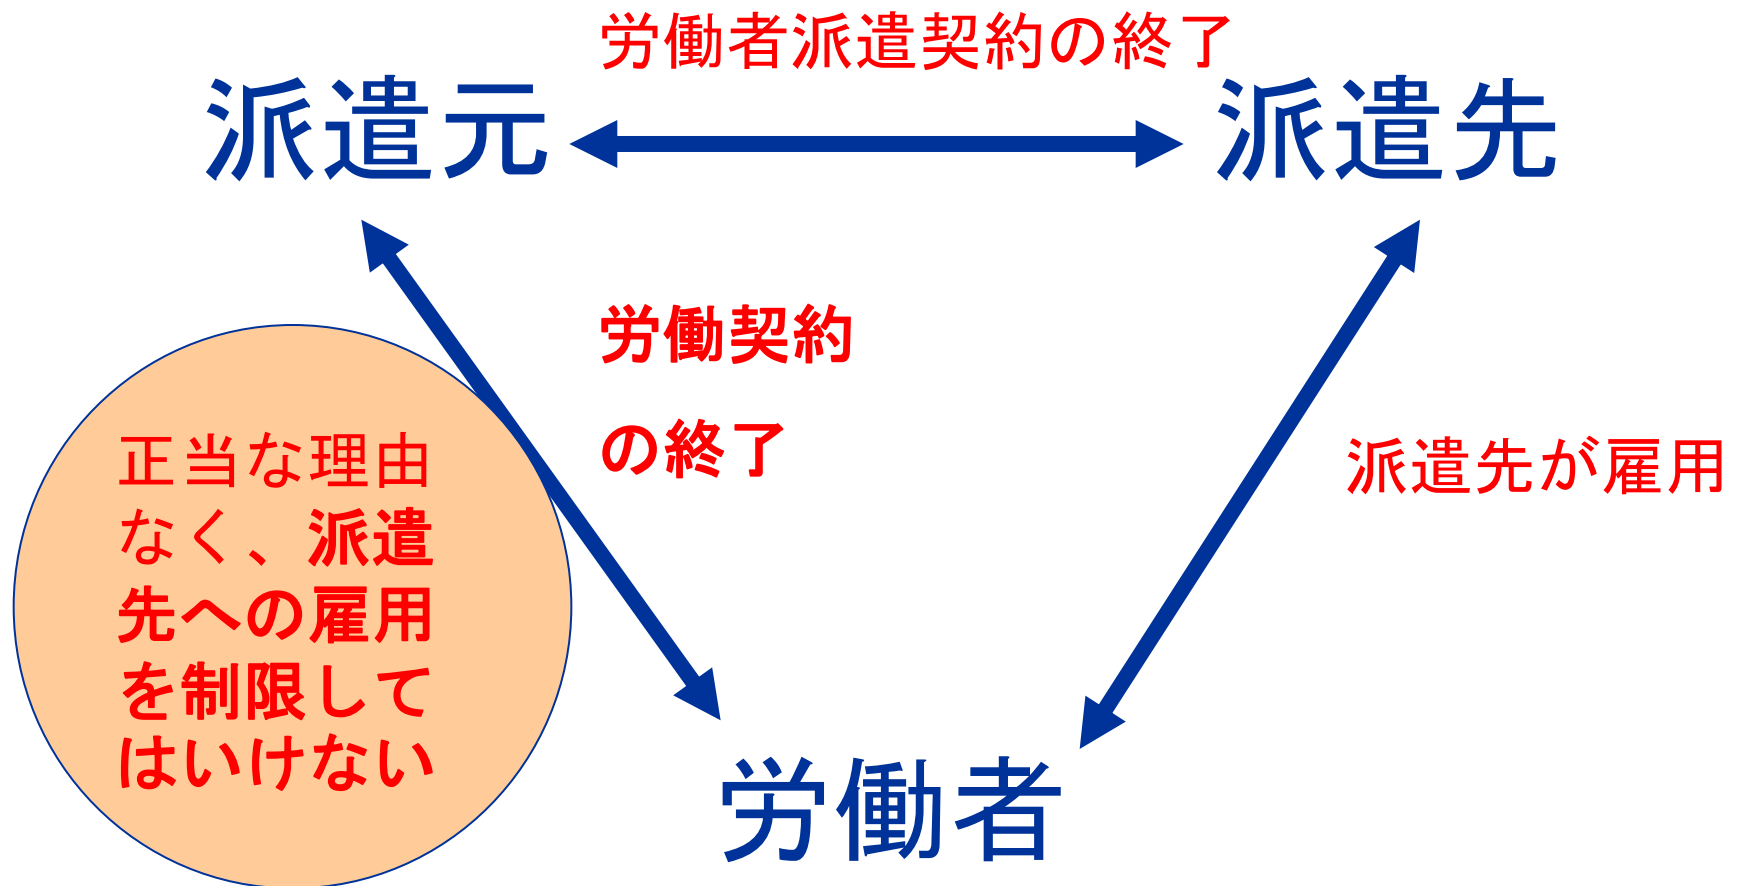 労働者派遣契約の終了
派遣元
派遣先
労働契約
の終了
正当な理由
なく、派遣
先への雇用
を制限して
はいけない
派遣先が雇用
労働者